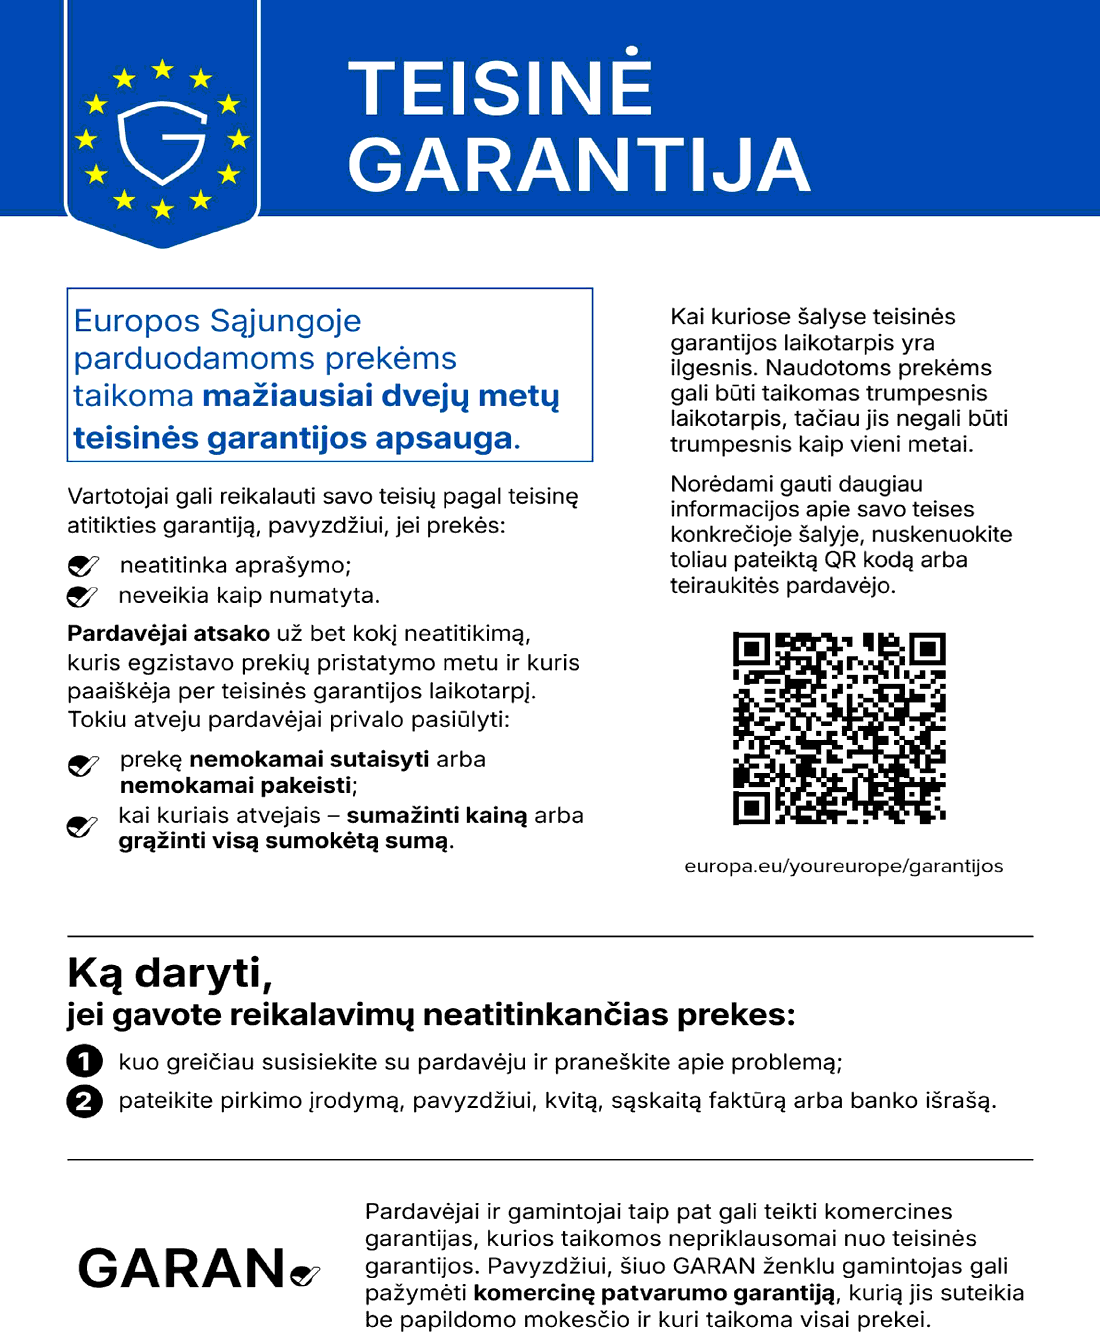 TEISINĖ
GARANTIJA
Europos Sąjungoje
parduodamoms prekėms
taikoma mažiausiai dvejų metų
teisinės garantijos apsauga.
Vartotojai gali reikalauti savo teisių pagal teisinę
atitikties garantiją, pavyzdžiui, jei prekės:
neatitinka aprašymo;
neveikia kaip numatyta.
Pardavėjai atsako už bet kokį neatitikimą,
kuris egzistavo prekių pristatymo metu ir kuris
paaiškėja per teisinės garantijos laikotarpį.
Tokiu atveju pardavėjai privalo pasiūlyti:
prekę nemokamai sutaisyti arba
nemokamai pakeisti;
kai kuriais atvejais – sumažinti kainą arba
grąžinti visą sumokėtą sumą.
Kai kuriose šalyse teisinės
garantijos laikotarpis yra
ilgesnis. Naudotoms prekėms
gali būti taikomas trumpesnis
laikotarpis, tačiau jis negali būti
trumpesnis kaip vieni metai.
Norėdami gauti daugiau
informacijos apie savo teises
konkrečioje šalyje, nuskenuokite
toliau pateiktą QR kodą arba
teiraukitės pardavėjo.
europa.eu/youreurope/garantijos
Ką daryti,
jei gavote reikalavimų neatitinkančias prekes:
1 kuo greičiau susisiekite su pardavėju ir praneškite apie problemą;
2 pateikite pirkimo įrodymą, pavyzdžiui, kvitą, sąskaitą faktūrą arba banko išrašą.
GARAN
Pardavėjai ir gamintojai taip pat gali teikti komercines
garantijas, kurios taikomos nepriklausomai nuo teisinės
garantijos. Pavyzdžiui, šiuo GARAN ženklu gamintojas gali
pažymėti komercinę patvarumo garantiją, kurią jis suteikia
be papildomo mokesčio ir kuri taikoma visai prekei.